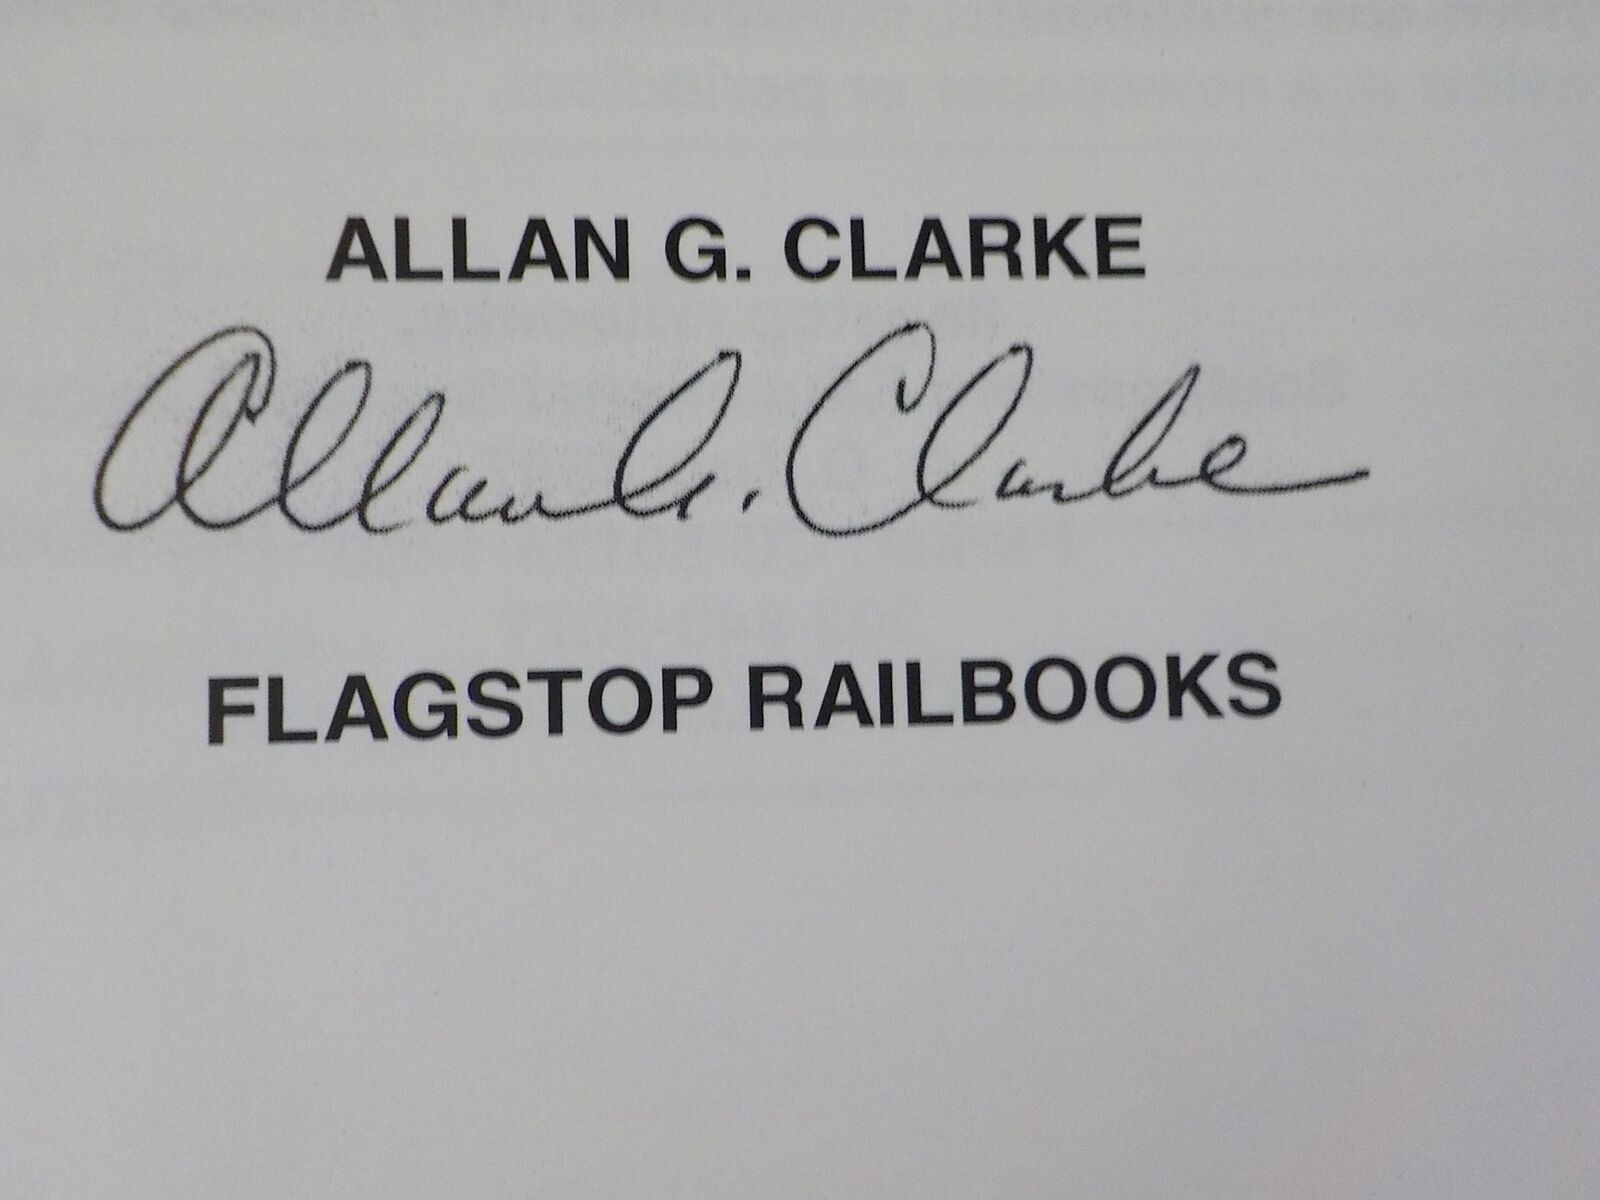 ALLAN G. CLARKE
Allan G. Clarke
FLAGSTOP RAILBOOKS